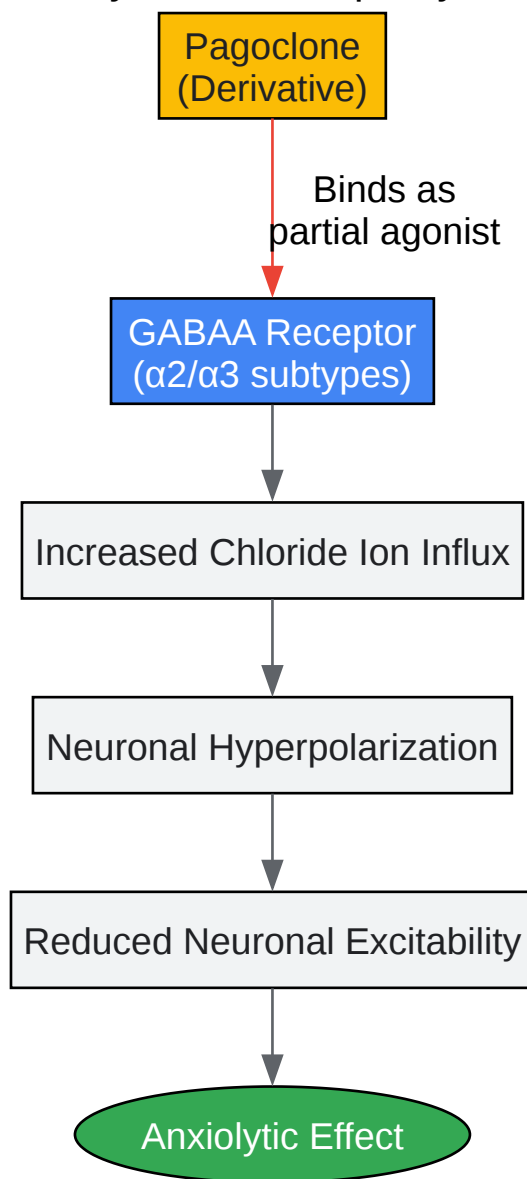 Pagoclone
(Derivative)
Binds as
partial agonist
GABAA Receptor
(α2/α3 subtypes)
Increased Chloride Ion Influx
Neuronal Hyperpolarization
Reduced Neuronal Excitability
Anxiolytic Effect